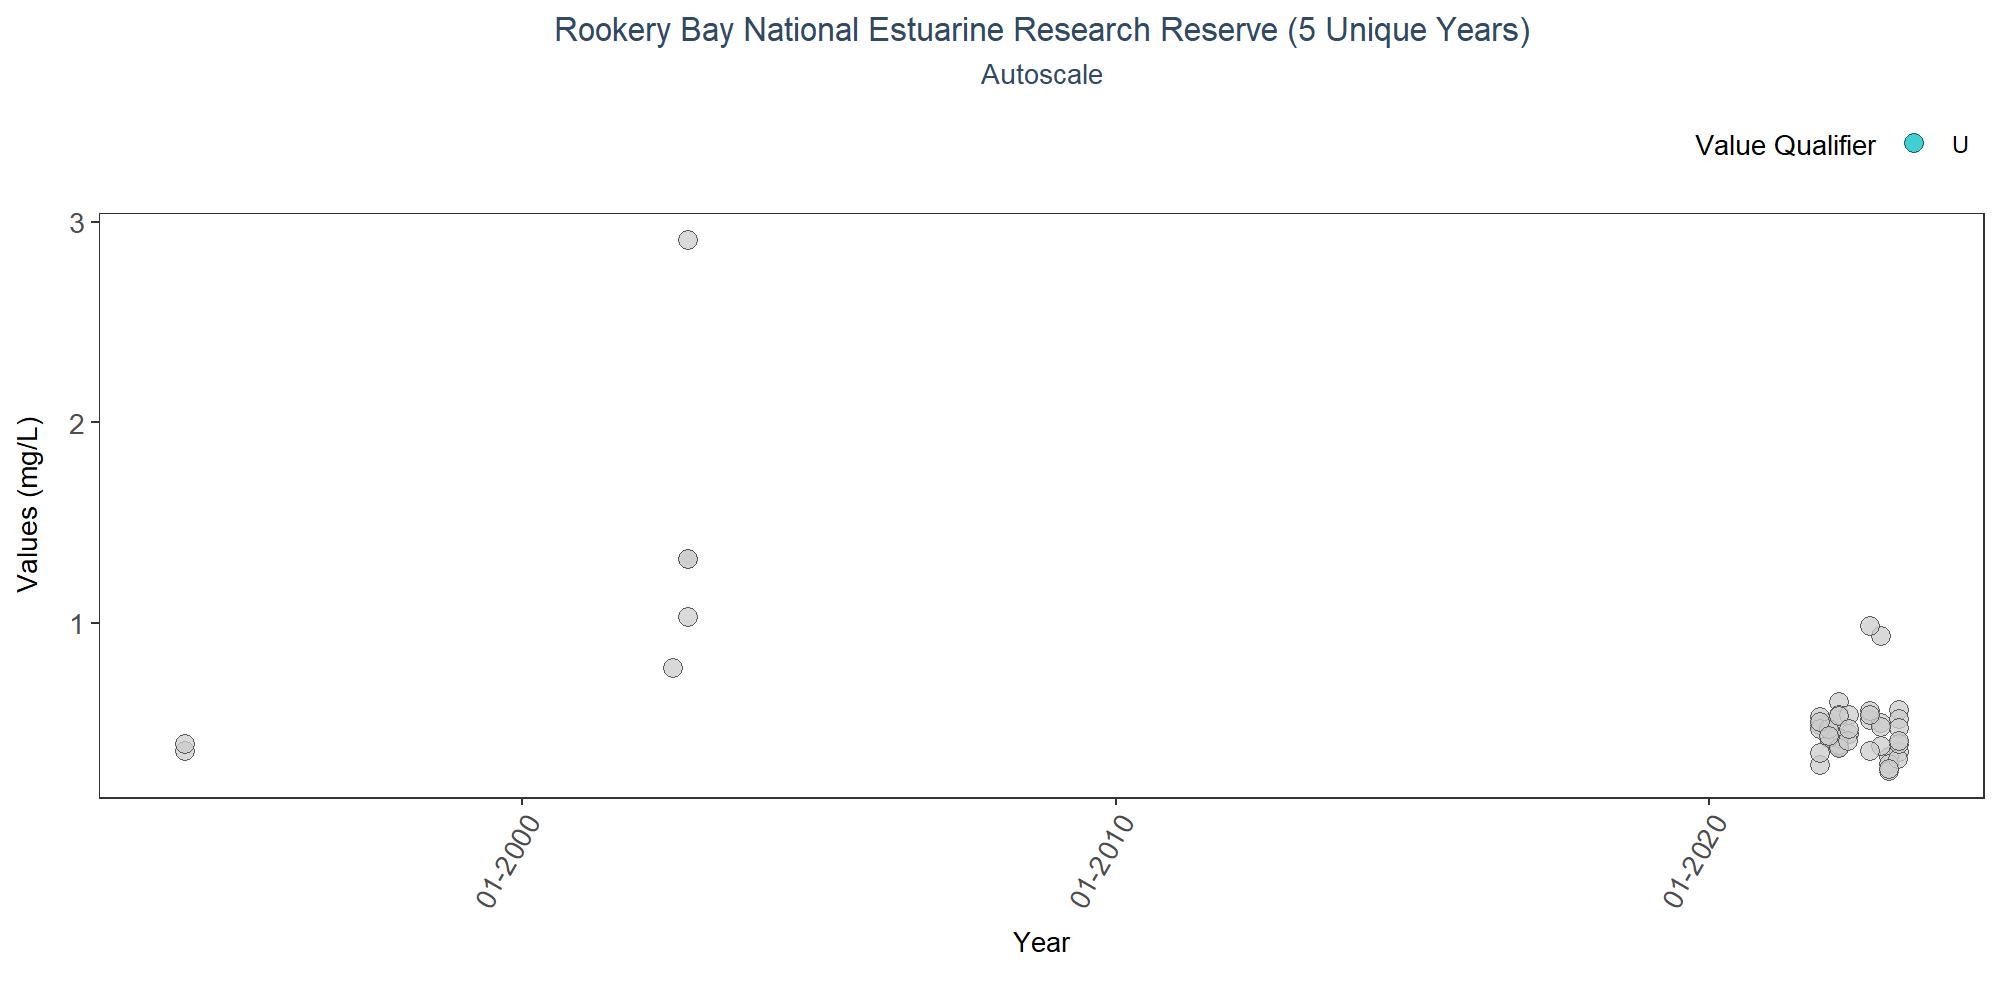 Rookery Bay National Estuarine Research Reserve (5 Unique Years)
Autoscale
Value Qualifier U
3
2
1
Values (mg/L)
01-2000
01-2010
01-2020
Year